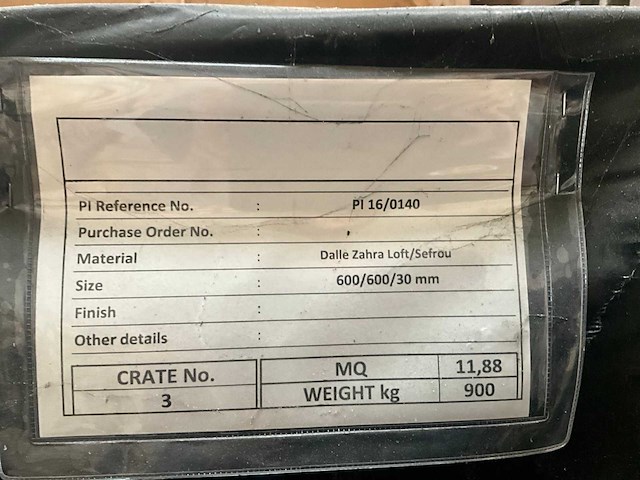 PI Reference No. : PI 16/0140
Purchase Order No. : ,
Material : Dalle Zahra Loft/Sefrou
Size : 600/600/30 mm
Finish :
Other details :
CRATE No. MQ 11,88
3 WEIGHT kg 900